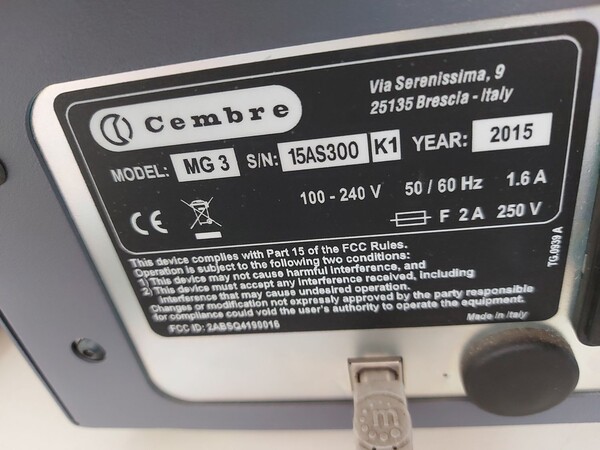 Cembre
Via Serenissima, 9
25135 Brescia - Italy
MODEL: MG 3 S/N: 15AS300 K1 YEAR: 2015
100 - 240 V 50 / 60 Hz 1.6 A
CE F 2 A 250 V
This device complies with Part 15 of the FCC Rules.
Operation is subject to the following two conditions:
1) This device may not cause harmful interference, and
2) This device must accept any interference received, including
interference that may cause undesired operation.
Changes or modification not expressly approved by the party responsible
for compliance could void the user's authority to operate the equipment.
FCC ID: 2ABSQ4190016
Made in Italy
TG.0939 A
m